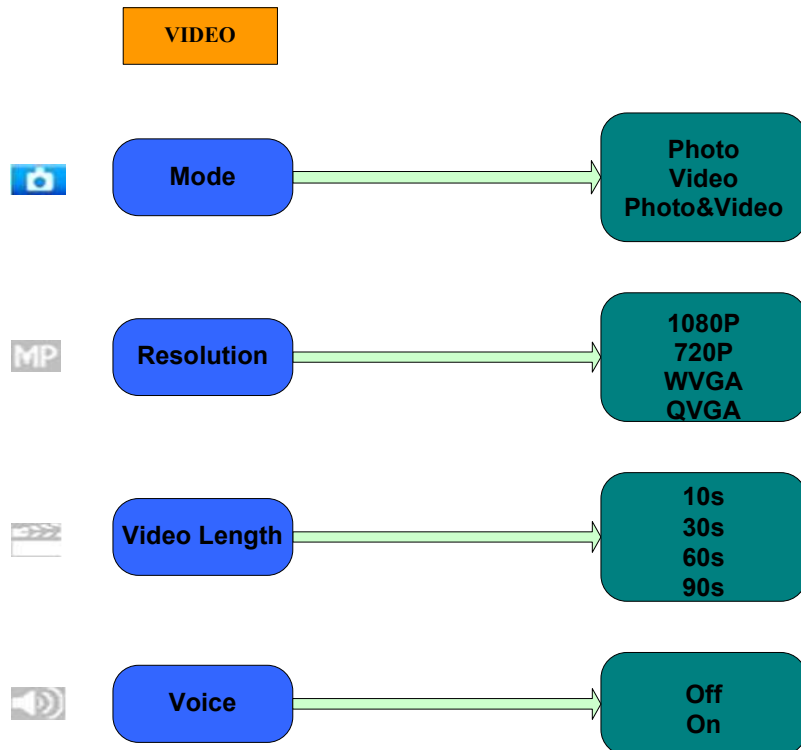 VIDEO
Mode
Photo
Video
Photo&Video
MP
Resolution
1080P
720P
WVGA
QVGA
Video Length
10s
30s
60s
90s
Voice
Off
On